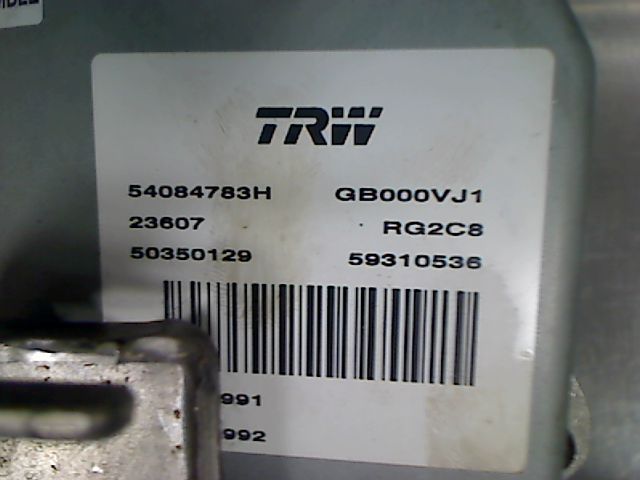 TRW
54084783H GB000VJ1
23607 RG2C8
50350129 59310536
991
992